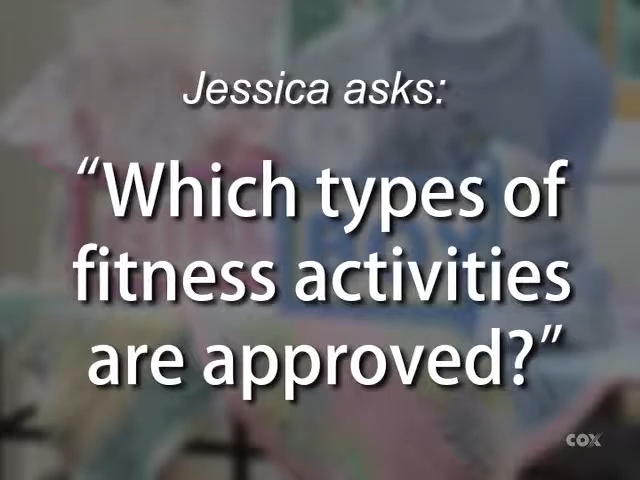 Jessica asks:
“Which types of
fitness activities
are approved?”
COX